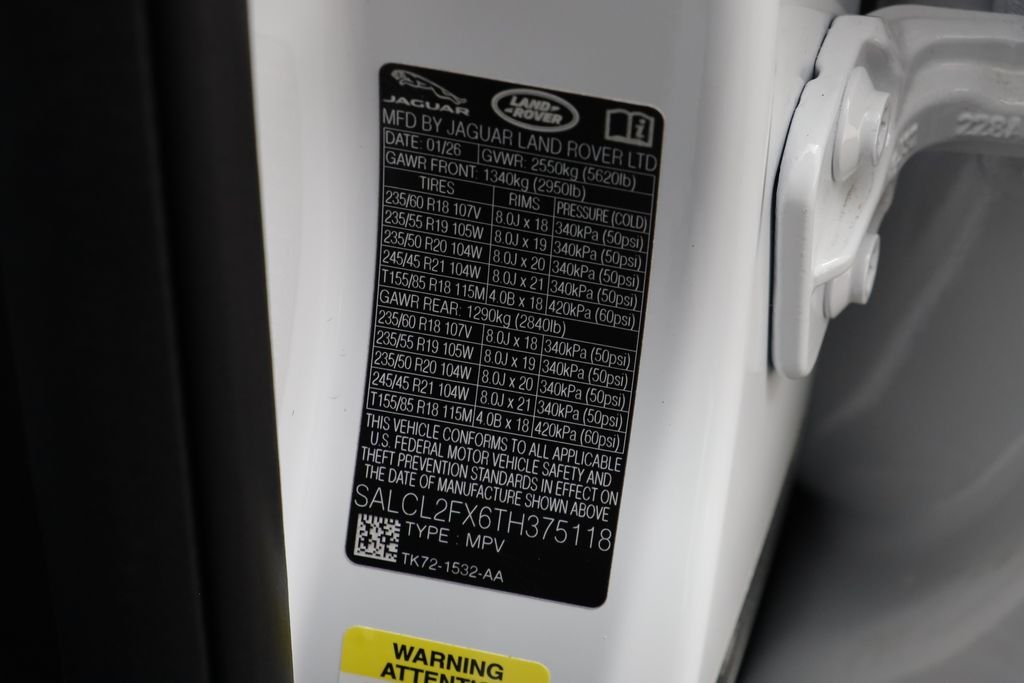 JAGUAR
LAND ROVER
MFD BY JAGUAR LAND ROVER LTD
DATE: 01/26 GVWR: 2550kg (5620lb)
GAWR FRONT: 1340kg (2950lb)
TIRES RIMS PRESSURE (COLD)
235/60 R18 107V 8.0J x 18 340kPa (50psi)
235/55 R19 105W 8.0J x 19 340kPa (50psi)
235/50 R20 104W 8.0J x 20 340kPa (50psi)
245/45 R21 104W 8.0J x 21 340kPa (50psi)
T155/85 R18 115M 4.0B x 18 420kPa (60psi)
GAWR REAR: 1290kg (2840lb)
235/60 R18 107V 8.0J x 18 340kPa (50psi)
235/55 R19 105W 8.0J x 19 340kPa (50psi)
235/50 R20 104W 8.0J x 20 340kPa (50psi)
245/45 R21 104W 8.0J x 21 340kPa (50psi)
T155/85 R18 115M 4.0B x 18 420kPa (60psi)
THIS VEHICLE CONFORMS TO ALL APPLICABLE
U.S. FEDERAL MOTOR VEHICLE SAFETY AND
THEFT PREVENTION STANDARDS IN EFFECT ON
THE DATE OF MANUFACTURE SHOWN ABOVE
SALCL2FX6TH375118
TYPE : MPV
TK72-1532-AA
WARNING